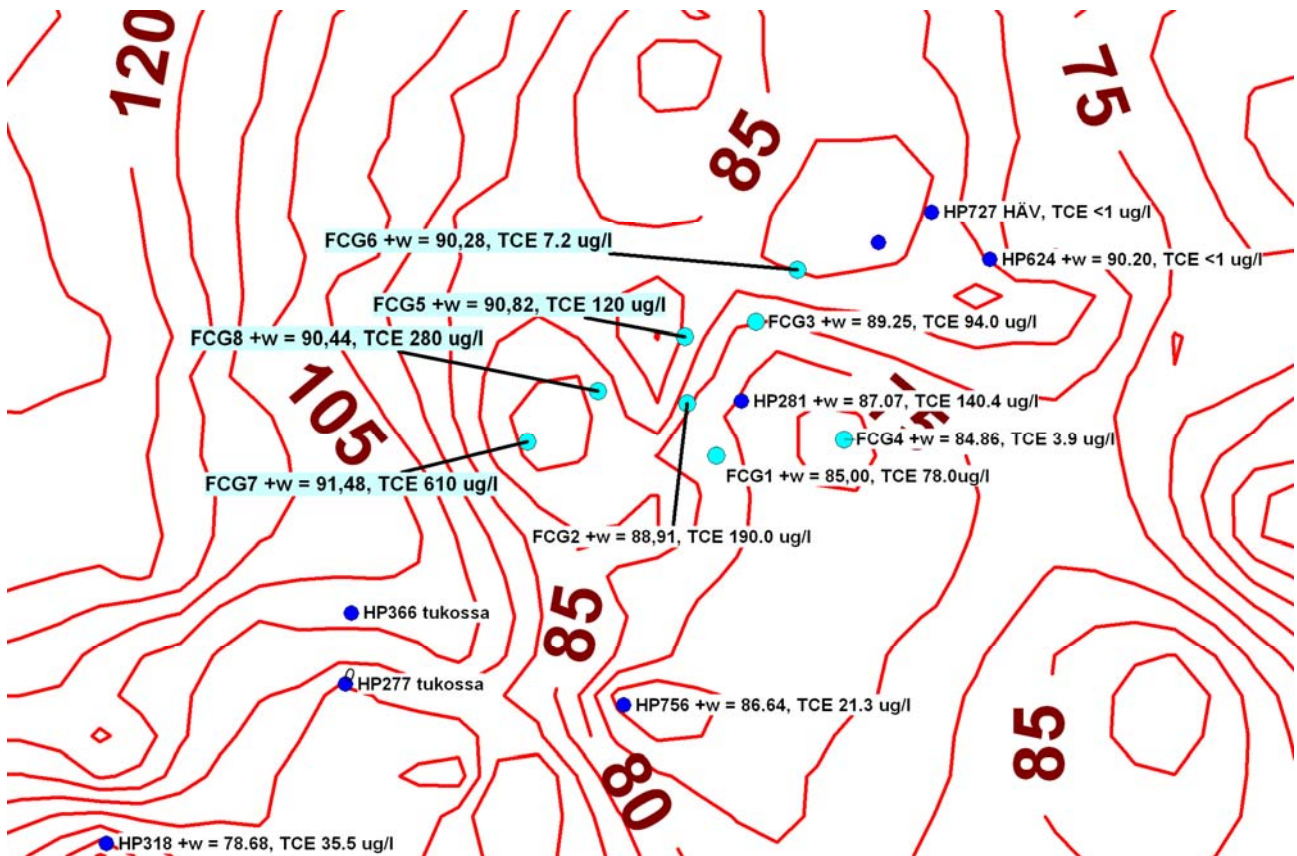 120
75
85
HP727 HÄV, TCE <1 ug/l
FCG6 +w = 90,28, TCE 7.2 ug/l
HP624 +w = 90.20, TCE <1 ug/l
FCG5 +w = 90,82, TCE 120 ug/l
FCG3 +w = 89.25, TCE 94.0 ug/l
FCG8 +w = 90,44, TCE 280 ug/l
105
HP281 +w = 87.07, TCE 140.4 ug/l
FCG4 +w = 84.86, TCE 3.9 ug/l
FCG1 +w = 85,00, TCE 78.0ug/l
FCG7 +w = 91,48, TCE 610 ug/l
FCG2 +w = 88,91, TCE 190.0 ug/l
85
HP366 tukossa
HP277 tukossa
HP756 +w = 86.64, TCE 21.3 ug/l
85
80
HP318 +w = 78.68, TCE 35.5 ug/l